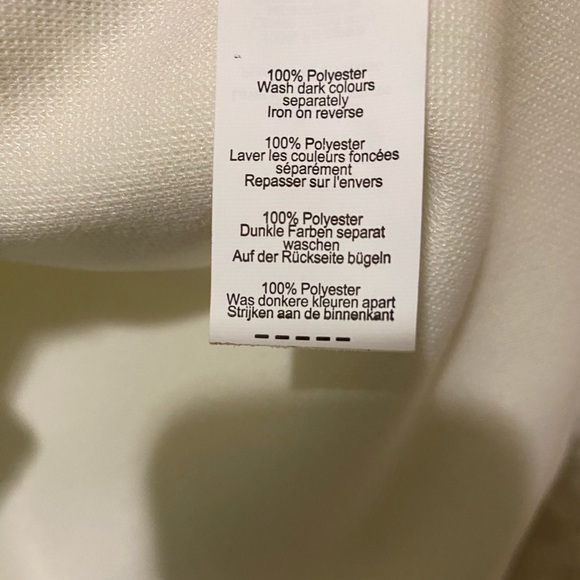 100% Polyester
Wash dark colours
separately
Iron on reverse
100% Polyester
Laver les couleurs foncées
séparément
Repasser sur l'envers
100% Polyester
Dunkle Farben separat
waschen
Auf der Rückseite bügeln
100% Polyester
Was donkere kleuren apart
Strijken aan de binnenkant